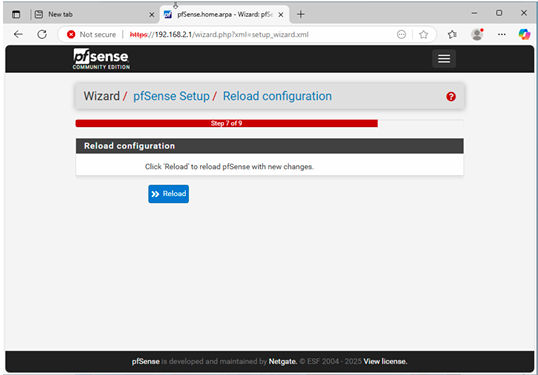 New tab
pfSense.home.arpa - Wizard: pfSe
Not secure
https://192.168.2.1/wizard.php?xml=setup_wizard.xml
pfsense
COMMUNITY EDITION
Wizard / pfSense Setup / Reload configuration
?
Step 7 of 9
Reload configuration
Click 'Reload' to reload pfSense with new changes.
Reload
pfSense is developed and maintained by Netgate. © ESF 2004 - 2025 View license.